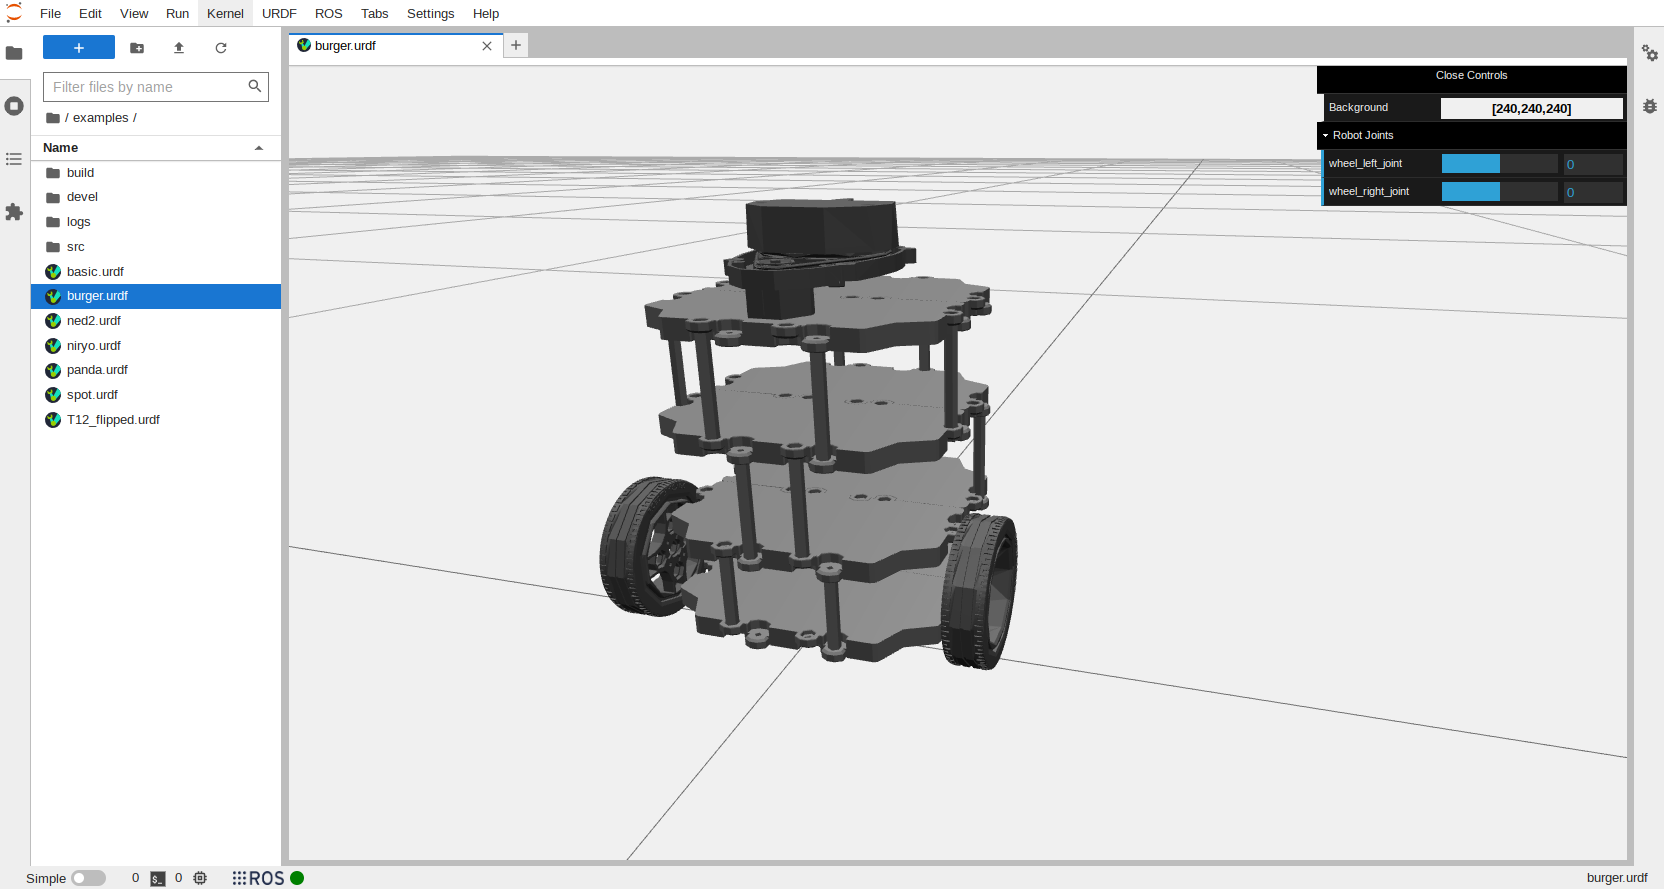 File Edit View Run Kernel URDF ROS Tabs Settings Help
burger.urdf
Filter files by name
/ examples /
Name
build
devel
logs
src
basic.urdf
burger.urdf
ned2.urdf
niryo.urdf
panda.urdf
spot.urdf
T12_flipped.urdf
Close Controls
Background [240,240,240]
Robot Joints
wheel_left_joint 0
wheel_right_joint 0
Simple 0 $_ 0 ROS burger.urdf